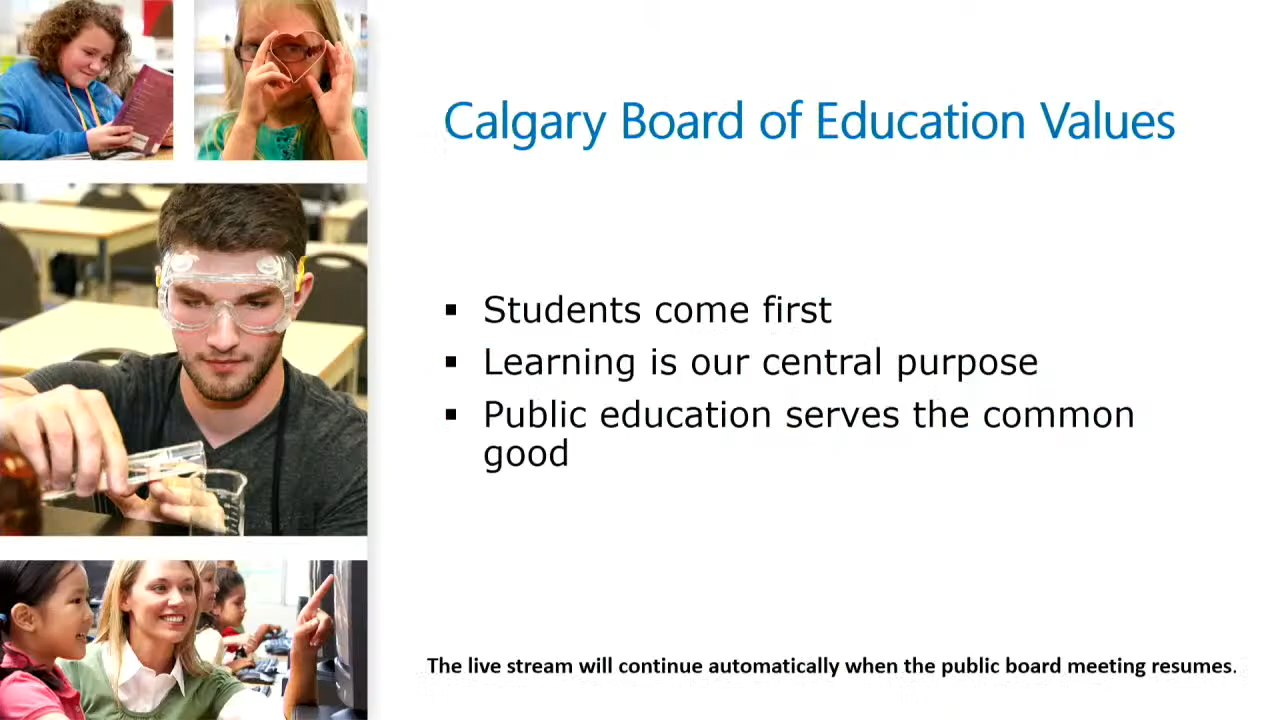 Calgary Board of Education Values
▪ Students come first
▪ Learning is our central purpose
▪ Public education serves the common
good
The live stream will continue automatically when the public board meeting resumes.